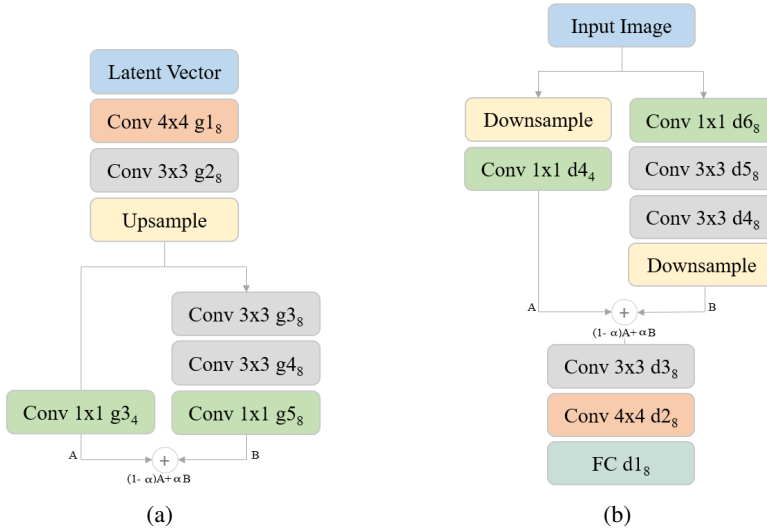 Latent Vector
Conv 4x4 g1₈
Conv 3x3 g2₈
Upsample
Conv 3x3 g3₈
Conv 3x3 g4₈
Conv 1x1 g3₄
Conv 1x1 g5₈
A
B
+
(1- α)A+αB
(a)
Input Image
Downsample
Conv 1x1 d4₄
Conv 1x1 d6₈
Conv 3x3 d5₈
Conv 3x3 d4₈
Downsample
A
B
+
(1- α)A+αB
Conv 3x3 d3₈
Conv 4x4 d2₈
FC d1₈
(b)